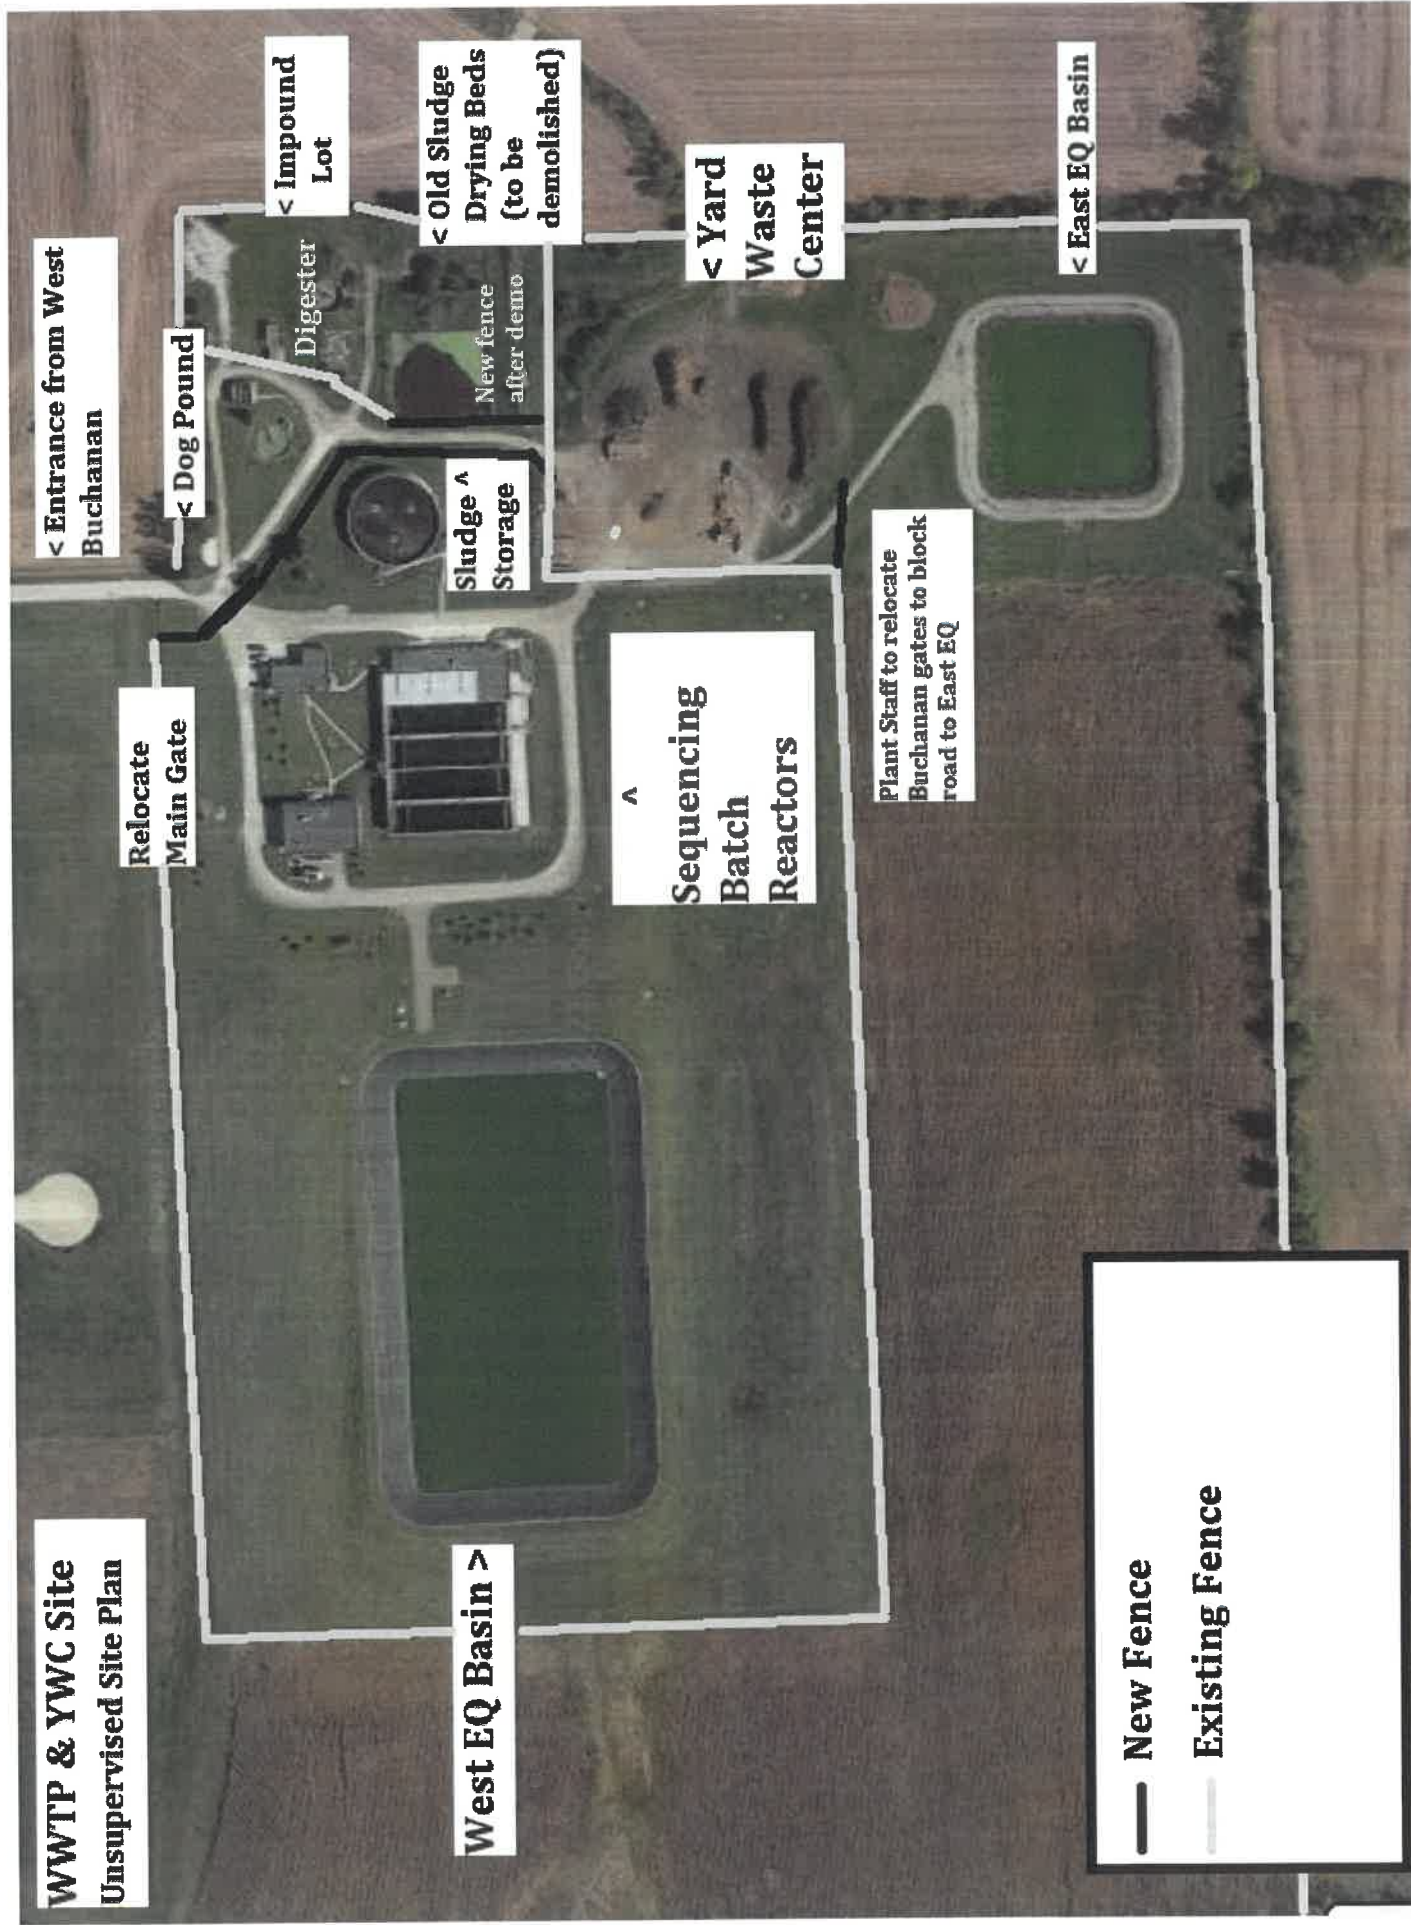 WWTP & YWC Site
Unsupervised Site Plan
Relocate
Main Gate
< Entrance from West
Buchanan
< Dog Pound
< Impound
Lot
Digester
< Old Sludge
Drying Beds
(to be
demolished)
New fence
after demo
Sludge ^
Storage
West EQ Basin >
^
Sequencing
Batch
Reactors
< Yard
Waste
Center
Plant Staff to relocate
Buchanan gates to block
road to East EQ
< East EQ Basin
New Fence
Existing Fence